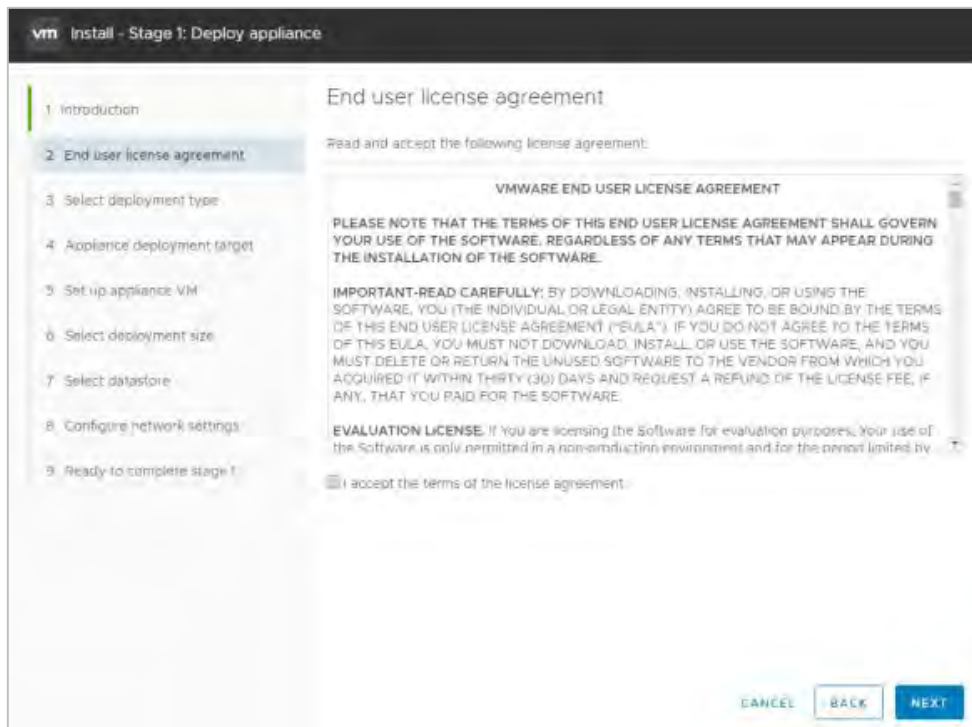 vm Install - Stage 1: Deploy appliance
1 Introduction
2 End user license agreement
3 Select deployment type
4 Appliance deployment target
5 Set up appliance VM
6 Select deployment size
7 Select datastore
8 Configure network settings
9 Ready to complete stage 1
End user license agreement
Read and accept the following license agreement.
VMWARE END USER LICENSE AGREEMENT
PLEASE NOTE THAT THE TERMS OF THIS END USER LICENSE AGREEMENT SHALL GOVERN
YOUR USE OF THE SOFTWARE, REGARDLESS OF ANY TERMS THAT MAY APPEAR DURING
THE INSTALLATION OF THE SOFTWARE.
IMPORTANT-READ CAREFULLY: BY DOWNLOADING, INSTALLING, OR USING THE
SOFTWARE, YOU (THE INDIVIDUAL OR LEGAL ENTITY) AGREE TO BE BOUND BY THE TERMS
OF THIS END USER LICENSE AGREEMENT ("EULA"). IF YOU DO NOT AGREE TO THE TERMS
OF THIS EULA, YOU MUST NOT DOWNLOAD, INSTALL, OR USE THE SOFTWARE, AND YOU
MUST DELETE OR RETURN THE UNUSED SOFTWARE TO THE VENDOR FROM WHICH YOU
ACQUIRED IT WITHIN THIRTY (30) DAYS AND REQUEST A REFUND OF THE LICENSE FEE, IF
ANY, THAT YOU PAID FOR THE SOFTWARE.
EVALUATION LICENSE. If You are licensing the Software for evaluation purposes, Your use of
the Software is only permitted in a non-production environment and for the period limited by
I accept the terms of the license agreement.
CANCEL BACK NEXT